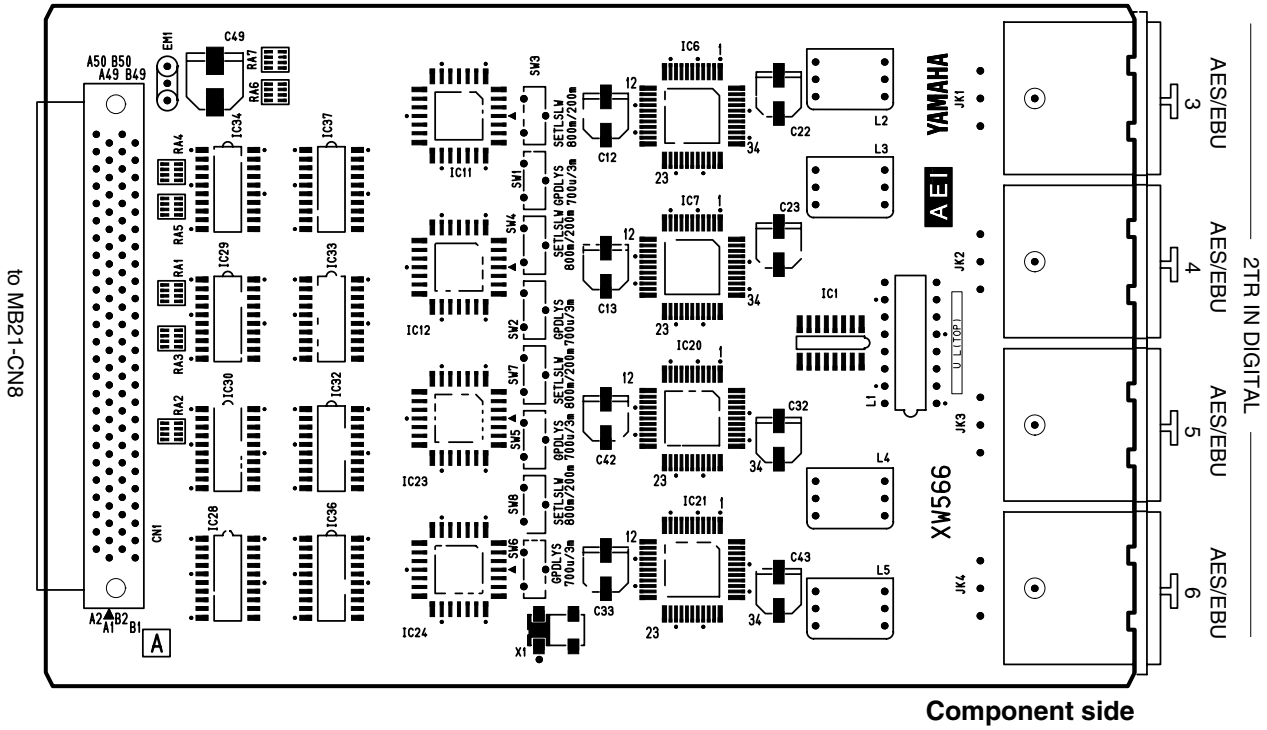 A50 B50
A49 B49
EM1
C49
RA7
RA6
RA4
RA5
RA1
RA3
RA2
IC34
IC37
IC29
IC33
IC30
IC32
IC28
IC36
CN1
A2 B2
A1 B1
A
to MB21-CN8
IC11
IC12
IC23
IC24
SW3
SETLSLW
800m/200m
SW1
GPDLYS
700u/3m
SW4
SETLSLW
800m/200m
SW2
GPDLYS
700u/3m
SW7
SETLSLW
800m/200m
SW5
GPDLYS
700u/3m
SW8
SETLSLW
800m/200m
SW6
GPDLYS
700u/3m
X1
C12
C13
C42
C33
IC6
1
12
23
34
IC7
1
12
23
34
IC20
1
12
23
34
IC21
1
12
23
34
C22
C23
C32
C43
L2
L3
L4
L5
IC1
L1
U L(TOP)
YAMAHA
AEI
XW566
JK1
JK2
JK3
JK4
3
AES/EBU
4
AES/EBU
5
AES/EBU
6
AES/EBU
2TR IN DIGITAL
Component side